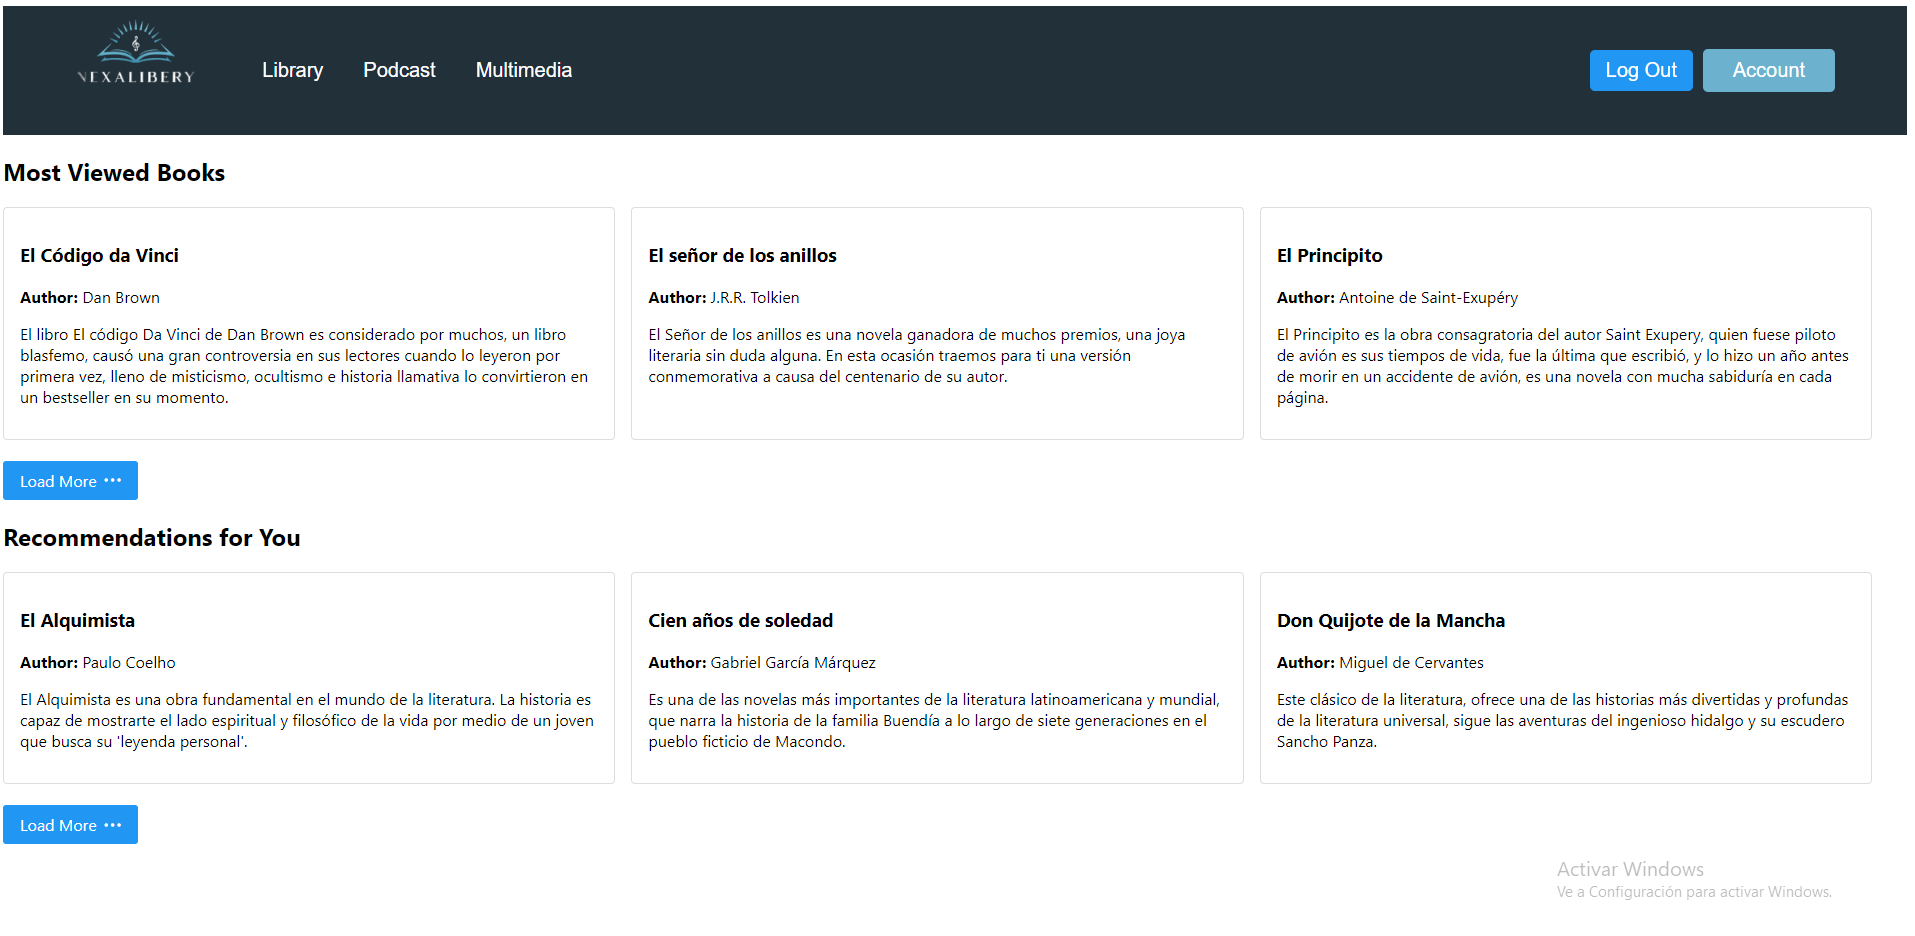 NEXALIBERY
Library
Podcast
Multimedia
Log Out
Account
Most Viewed Books
El Código da Vinci
Author: Dan Brown
El libro El código Da Vinci de Dan Brown es considerado por muchos, un libro
blasfemo, causó una gran controversia en sus lectores cuando lo leyeron por
primera vez, lleno de misticismo, ocultismo e historia llamativa lo convirtieron en
un bestseller en su momento.
El señor de los anillos
Author: J.R.R. Tolkien
El Señor de los anillos es una novela ganadora de muchos premios, una joya
literaria sin duda alguna. En esta ocasión traemos para ti una versión
conmemorativa a causa del centenario de su autor.
El Principito
Author: Antoine de Saint-Exupéry
El Principito es la obra consagratoria del autor Saint Exupery, quien fuese piloto
de avión es sus tiempos de vida, fue la última que escribió, y lo hizo un año antes
de morir en un accidente de avión, es una novela con mucha sabiduría en cada
página.
Load More ···
Recommendations for You
El Alquimista
Author: Paulo Coelho
El Alquimista es una obra fundamental en el mundo de la literatura. La historia es
capaz de mostrarte el lado espiritual y filosófico de la vida por medio de un joven
que busca su 'leyenda personal'.
Cien años de soledad
Author: Gabriel García Márquez
Es una de las novelas más importantes de la literatura latinoamericana y mundial,
que narra la historia de la familia Buendía a lo largo de siete generaciones en el
pueblo ficticio de Macondo.
Don Quijote de la Mancha
Author: Miguel de Cervantes
Este clásico de la literatura, ofrece una de las historias más divertidas y profundas
de la literatura universal, sigue las aventuras del ingenioso hidalgo y su escudero
Sancho Panza.
Load More ···
Activar Windows
Ve a Configuración para activar Windows.